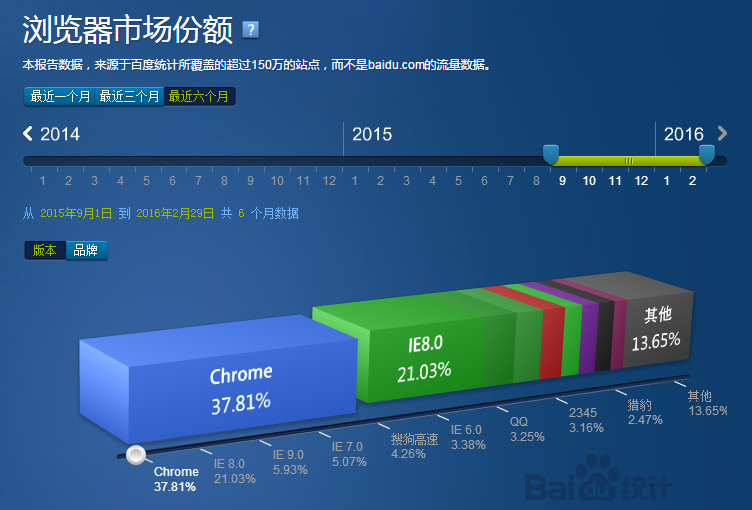 浏览器市场份额 ?
本报告数据，来源于百度统计所覆盖的超过150万的站点，而不是baidu.com的流量数据。
最近一个月 最近三个月 最近六个月
2014 2015 2016
1 2 3 4 5 6 7 8 9 10 11 12 1 2 3 4 5 6 7 8 9 10 11 12 1 2
从 2015年9月1日 到 2016年2月29日 共 6 个月数据
版本 品牌
Chrome
37.81%
IE8.0
21.03%
其他
13.65%
Chrome
37.81%
IE 8.0
21.03%
IE 9.0
5.93%
IE 7.0
5.07%
搜狗高速
4.26%
IE 6.0
3.38%
QQ
3.25%
2345
3.16%
猎豹
2.47%
其他
13.65%
Baidu统计